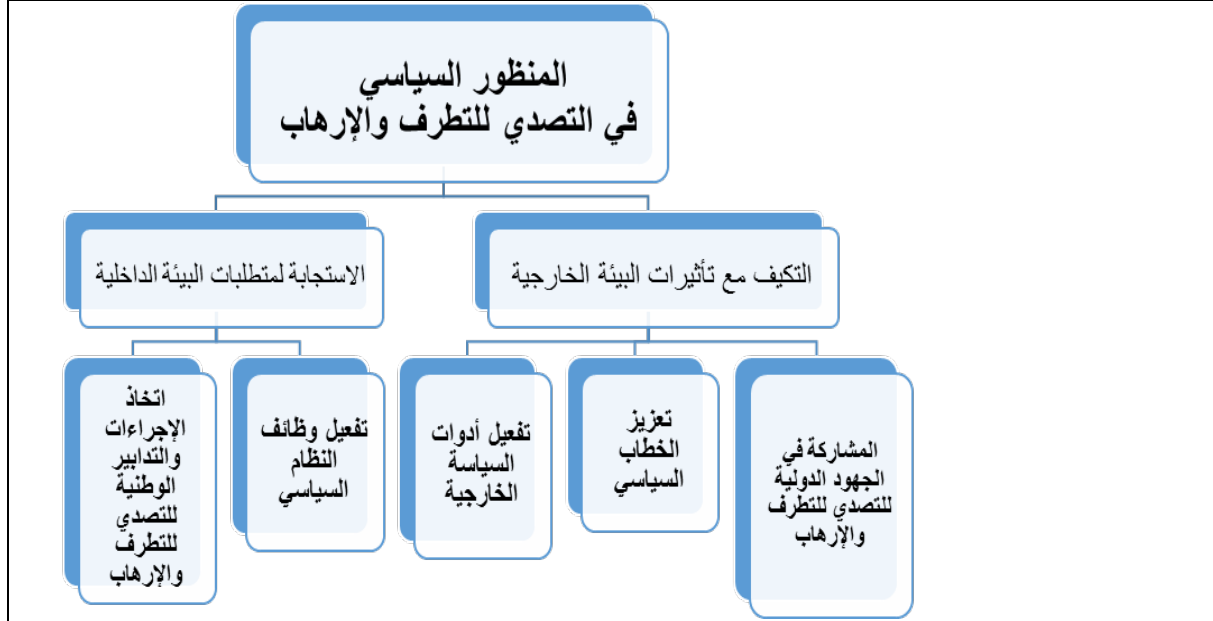 المنظور السياسي
في التصدي للتطرف والإرهاب
التكيف مع تأثيرات البيئة الخارجية
الاستجابة لمتطلبات البيئة الداخلية
المشاركة في
الجهود الدولية
للتصدي للتطرف
والإرهاب
تعزيز
الخطاب
السياسي
تفعيل أدوات
السياسة
الخارجية
تفعيل وظائف
النظام
السياسي
اتخاذ
الإجراءات
والتدابير
الوطنية
للتصدي
للتطرف
والإرهاب